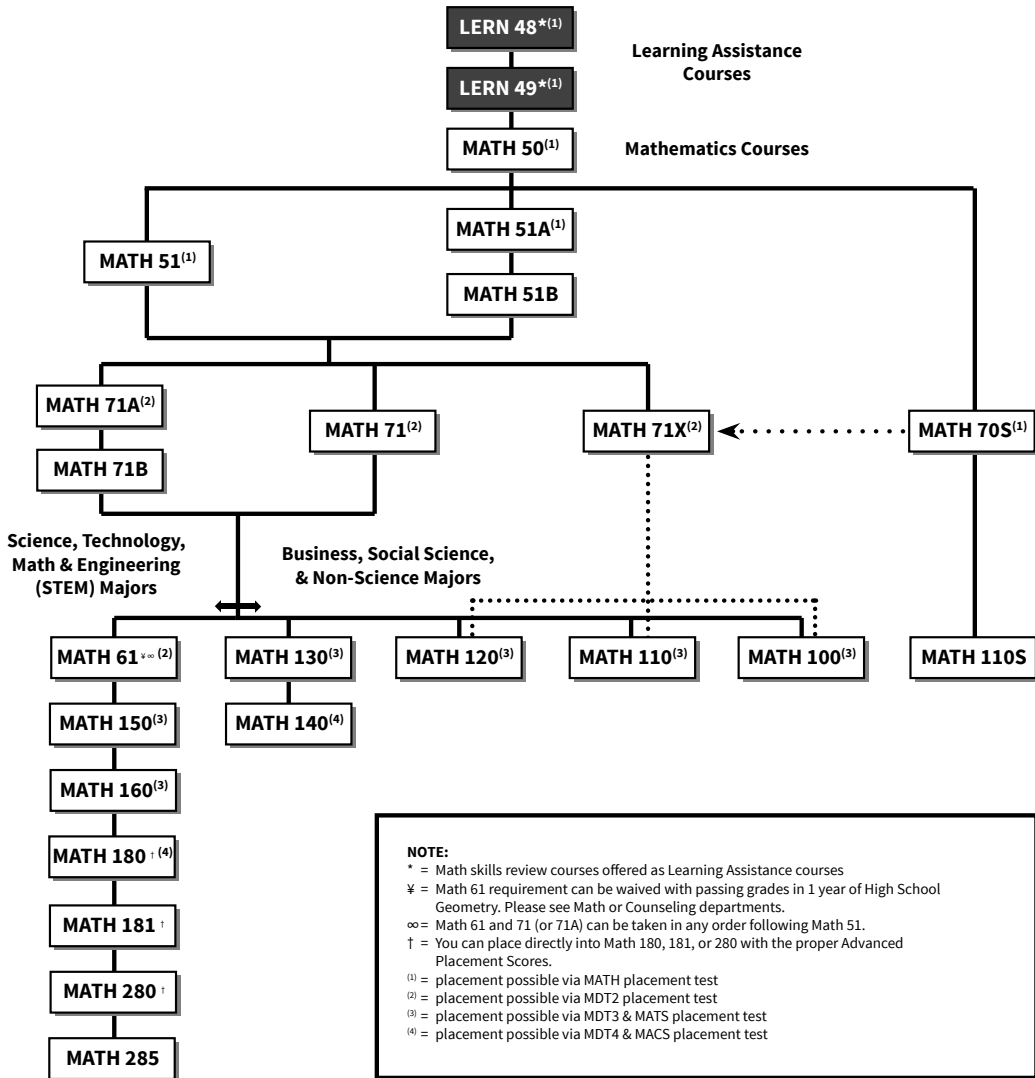 LERN 48*(1)
Learning Assistance
Courses
LERN 49*(1)
MATH 50(1)
Mathematics Courses
MATH 51A(1)
MATH 51(1)
MATH 51B
MATH 71A(2)
MATH 71(2)
MATH 71X(2)
MATH 70S(1)
MATH 71B
Science, Technology,
Math & Engineering
(STEM) Majors
Business, Social Science,
& Non-Science Majors
MATH 61 ¥ ∞ (2)
MATH 130(3)
MATH 120(3)
MATH 110(3)
MATH 100(3)
MATH 110S
MATH 150(3)
MATH 140(4)
MATH 160(3)
MATH 180 † (4)
MATH 181 †
MATH 280 †
MATH 285
NOTE:
* = Math skills review courses offered as Learning Assistance courses
¥ = Math 61 requirement can be waived with passing grades in 1 year of High School
Geometry. Please see Math or Counseling departments.
∞ = Math 61 and 71 (or 71A) can be taken in any order following Math 51.
† = You can place directly into Math 180, 181, or 280 with the proper Advanced
Placement Scores.
(1) = placement possible via MATH placement test
(2) = placement possible via MDT2 placement test
(3) = placement possible via MDT3 & MATS placement test
(4) = placement possible via MDT4 & MACS placement test